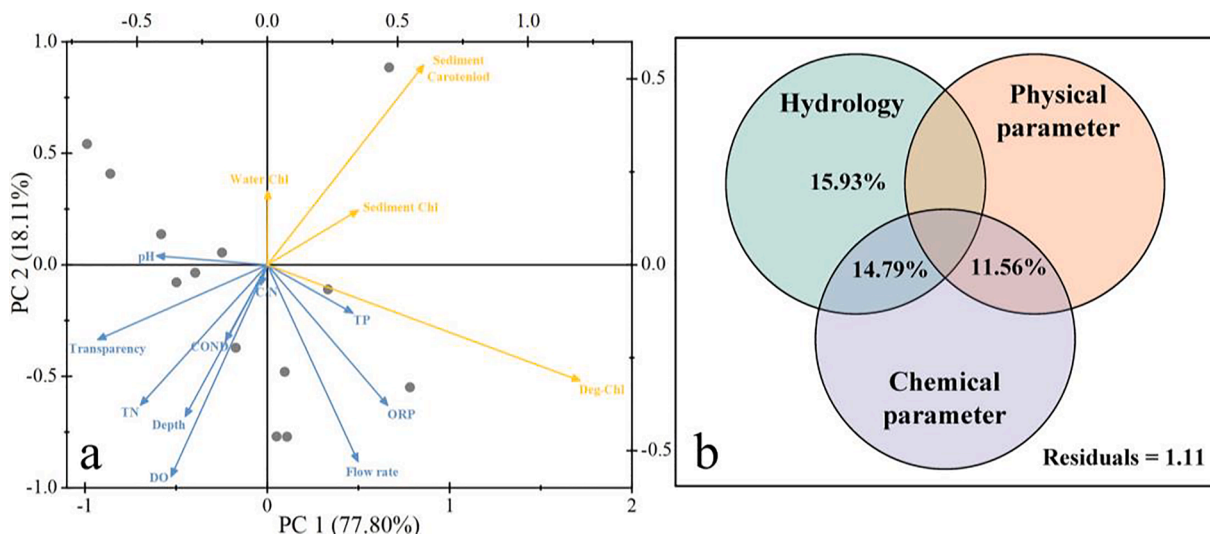 -0.5 0.0 0.5 1.0
1.0
0.5
0.0
-0.5
-1.0
PC 2 (18.11%)
Sediment
Caroteniod
Water Chl
Sediment Chl
pH
C:N
TP
Transparency
COND
Deg-Chl
TN
Depth
ORP
DO
Flow rate
a
0.5
0.0
-0.5
-1 0 1 2
PC 1 (77.80%)
Hydrology
Physical
parameter
15.93%
14.79%
11.56%
Chemical
parameter
b
Residuals = 1.11